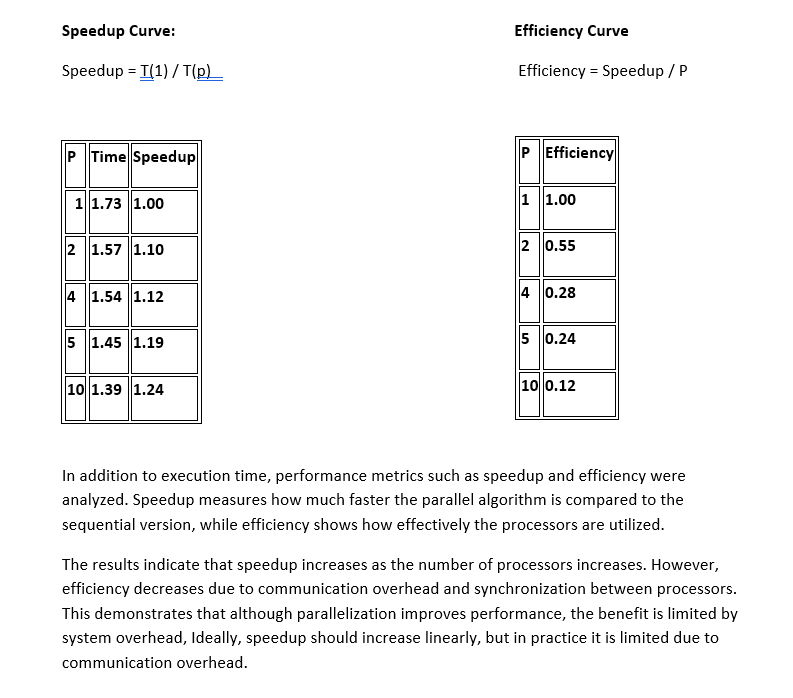 Speedup Curve:
Efficiency Curve
Speedup = T(1) / T(p)
Efficiency = Speedup / P
P Time Speedup
1 1.73 1.00
2 1.57 1.10
4 1.54 1.12
5 1.45 1.19
10 1.39 1.24
P Efficiency
1 1.00
2 0.55
4 0.28
5 0.24
10 0.12
In addition to execution time, performance metrics such as speedup and efficiency were
analyzed. Speedup measures how much faster the parallel algorithm is compared to the
sequential version, while efficiency shows how effectively the processors are utilized.
The results indicate that speedup increases as the number of processors increases. However,
efficiency decreases due to communication overhead and synchronization between processors.
This demonstrates that although parallelization improves performance, the benefit is limited by
system overhead, Ideally, speedup should increase linearly, but in practice it is limited due to
communication overhead.